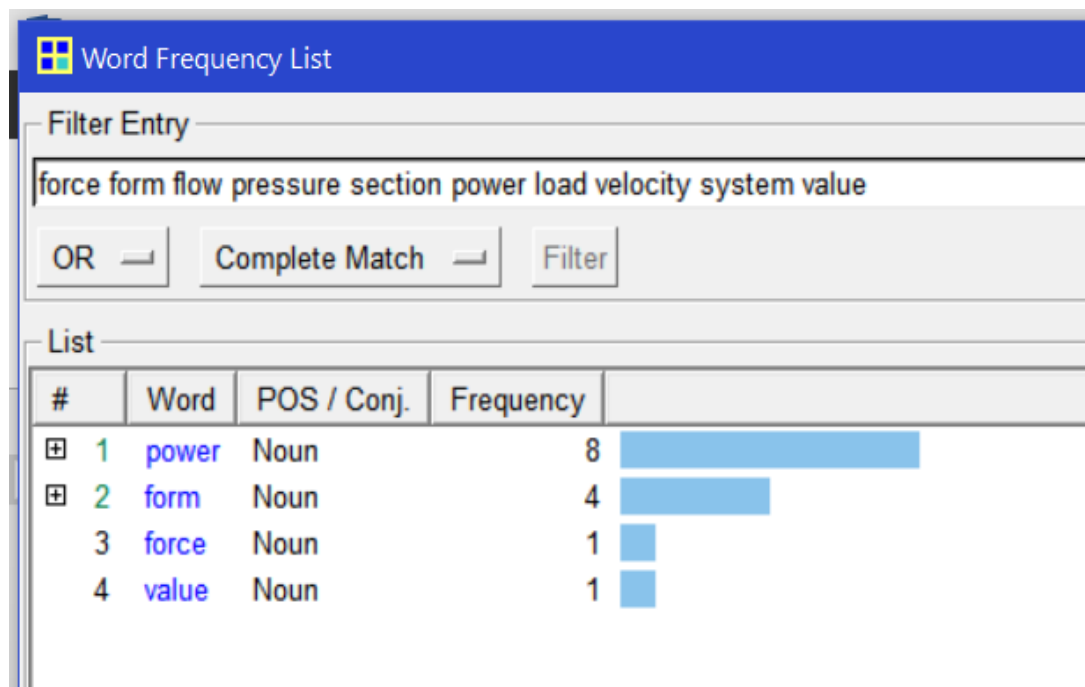 Word Frequency List
Filter Entry
force form flow pressure section power load velocity system value
OR Complete Match Filter
List
# Word POS / Conj. Frequency
1 power Noun 8
2 form Noun 4
3 force Noun 1
4 value Noun 1